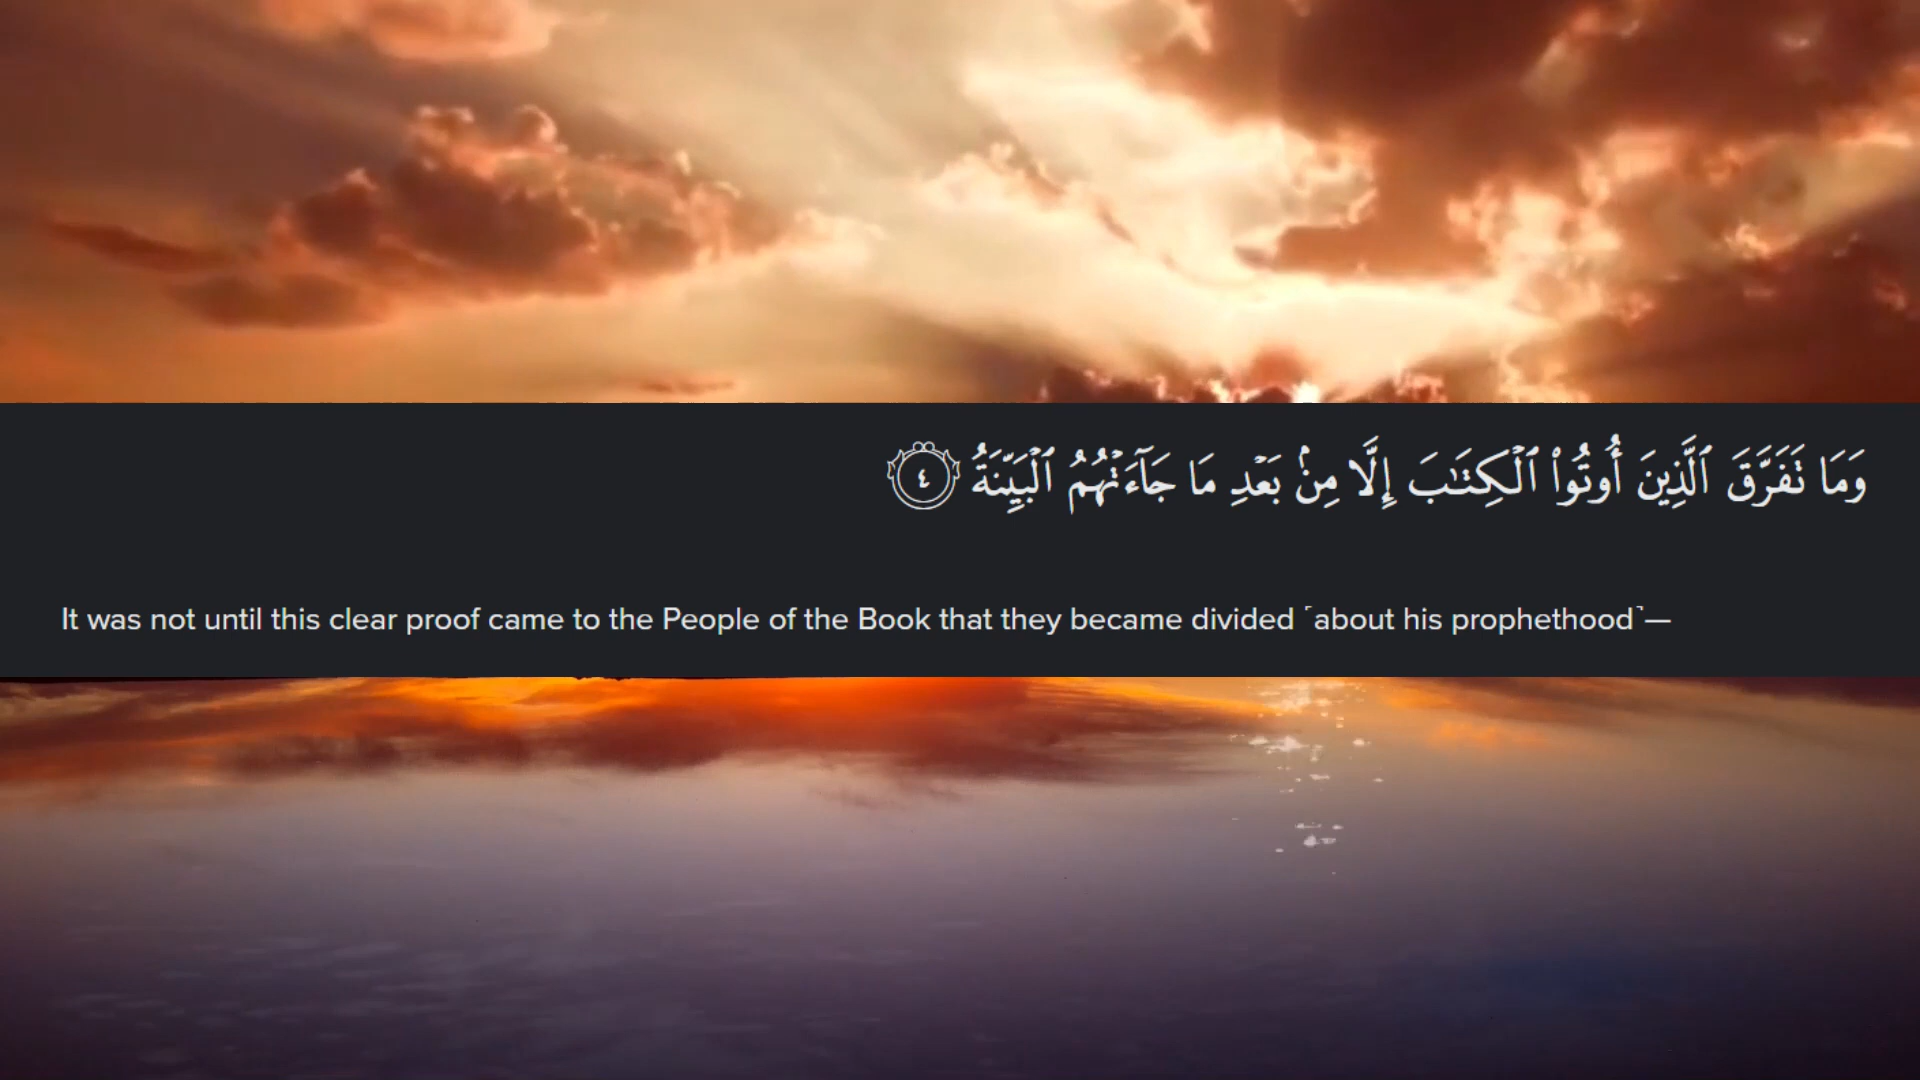 وَمَا تَفَرَّقَ ٱلَّذِينَ أُوتُوا۟ ٱلْكِتَـٰبَ إِلَّا مِنۢ بَعْدِ مَا جَآءَتْهُمُ ٱلْبَيِّنَةُ ٤
It was not until this clear proof came to the People of the Book that they became divided ˹about his prophethood˺—